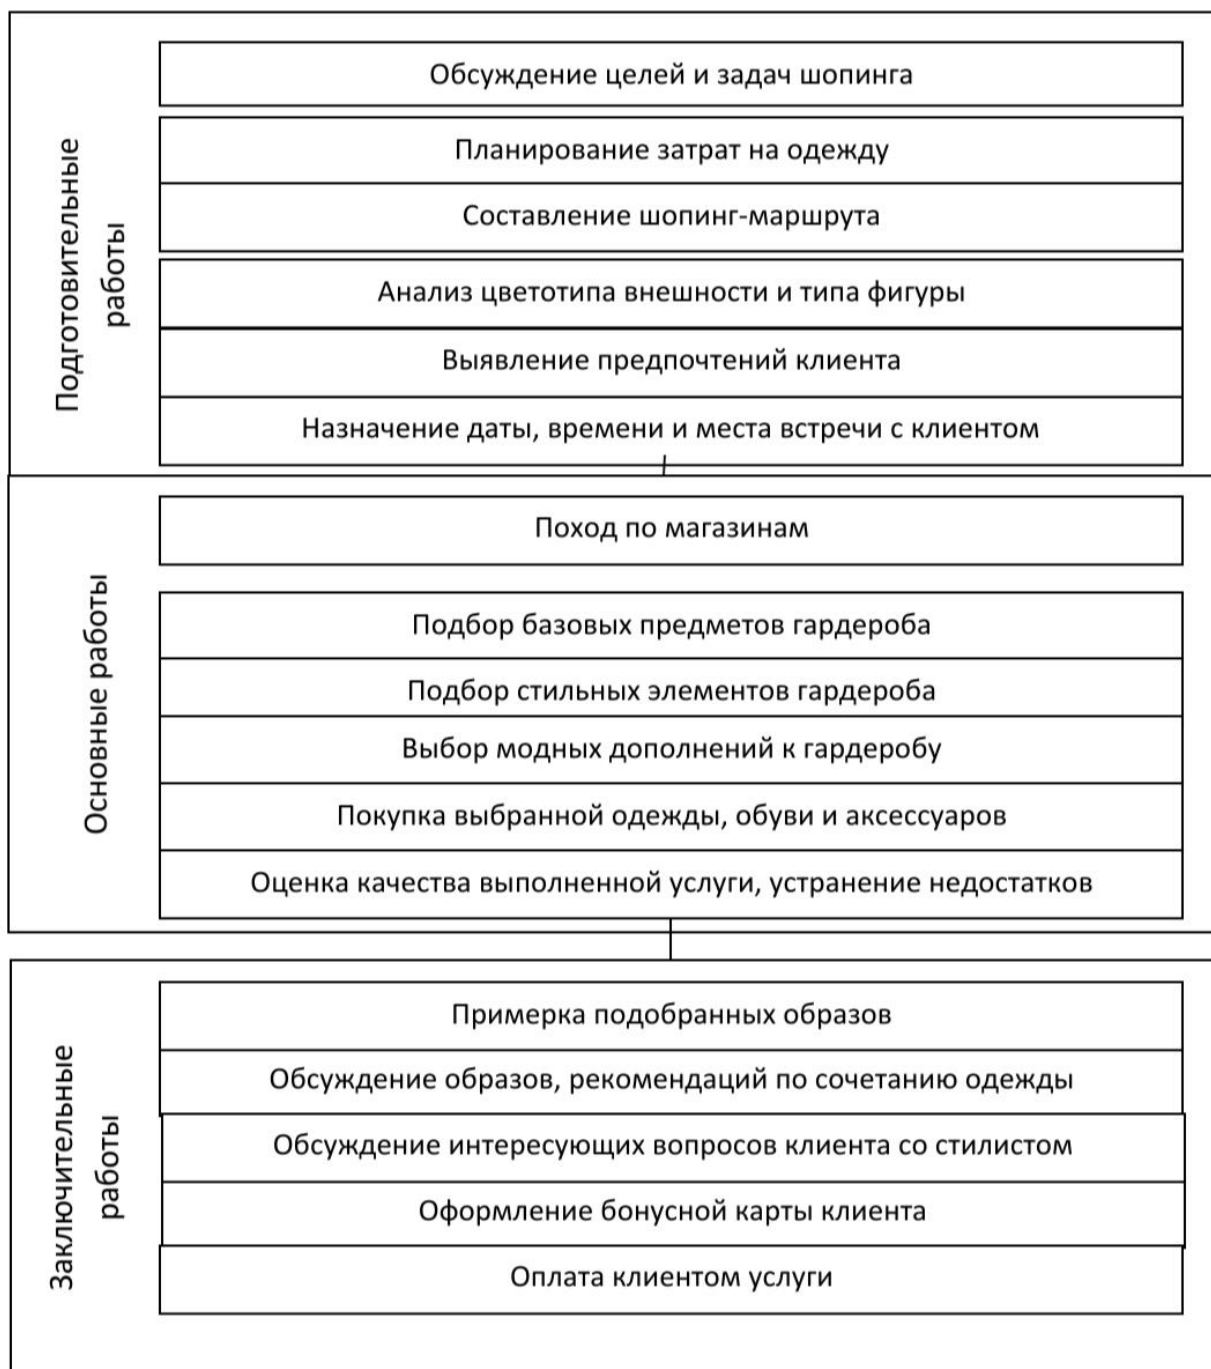 Подготовительные
работы
Обсуждение целей и задач шопинга
Планирование затрат на одежду
Составление шопинг-маршрута
Анализ цветотипа внешности и типа фигуры
Выявление предпочтений клиента
Назначение даты, времени и места встречи с клиентом
Основные работы
Поход по магазинам
Подбор базовых предметов гардероба
Подбор стильных элементов гардероба
Выбор модных дополнений к гардеробу
Покупка выбранной одежды, обуви и аксессуаров
Оценка качества выполненной услуги, устранение недостатков
Заключительные
работы
Примерка подобранных образов
Обсуждение образов, рекомендаций по сочетанию одежды
Обсуждение интересующих вопросов клиента со стилистом
Оформление бонусной карты клиента
Оплата клиентом услуги